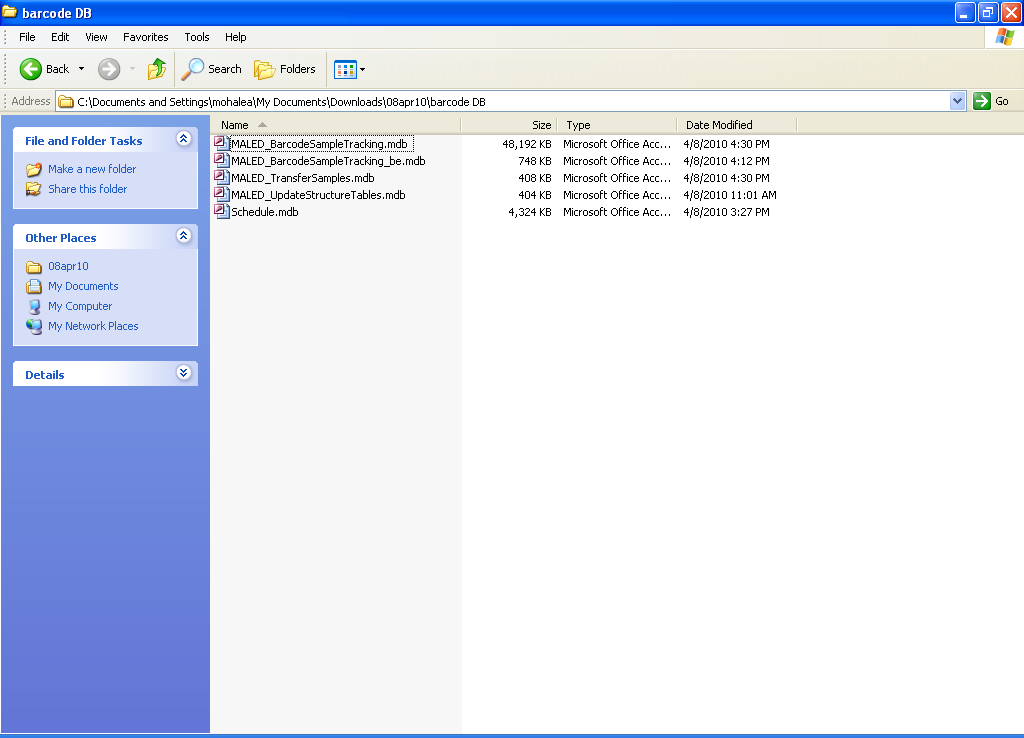 barcode DB
File Edit View Favorites Tools Help
Back Search Folders
Address C:\Documents and Settings\mohalea\My Documents\Downloads\08apr10\barcode DB Go
File and Folder Tasks
Make a new folder
Share this folder
Other Places
08apr10
My Documents
My Computer
My Network Places
Details
Name Size Type Date Modified
MALED_BarcodeSampleTracking.mdb 48,192 KB Microsoft Office Acc... 4/8/2010 4:30 PM
MALED_BarcodeSampleTracking_be.mdb 748 KB Microsoft Office Acc... 4/8/2010 4:12 PM
MALED_TransferSamples.mdb 408 KB Microsoft Office Acc... 4/8/2010 4:30 PM
MALED_UpdateStructureTables.mdb 404 KB Microsoft Office Acc... 4/8/2010 11:01 AM
Schedule.mdb 4,324 KB Microsoft Office Acc... 4/8/2010 3:27 PM